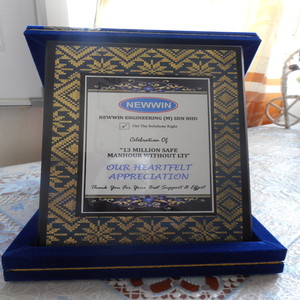 NEWWIN
NEWWIN ENGINEERING (M) SDN BHD
Get The Solutions Right
Celebration Of
"13 MILLION SAFE
MANHOUR WITHOUT LTI"
OUR HEARTFELT
APPRECIATION
Thank You For Your Best Support & Effort